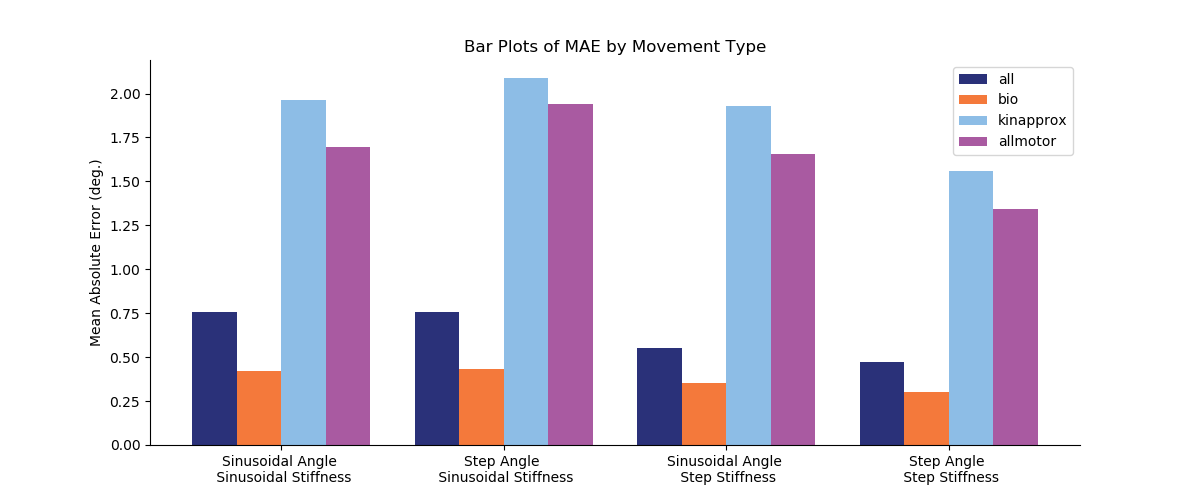 Bar Plots of MAE by Movement Type
Mean Absolute Error (deg.)
2.00
1.75
1.50
1.25
1.00
0.75
0.50
0.25
0.00
all
bio
kinapprox
allmotor
Sinusoidal Angle
Sinusoidal Stiffness
Step Angle
Sinusoidal Stiffness
Sinusoidal Angle
Step Stiffness
Step Angle
Step Stiffness